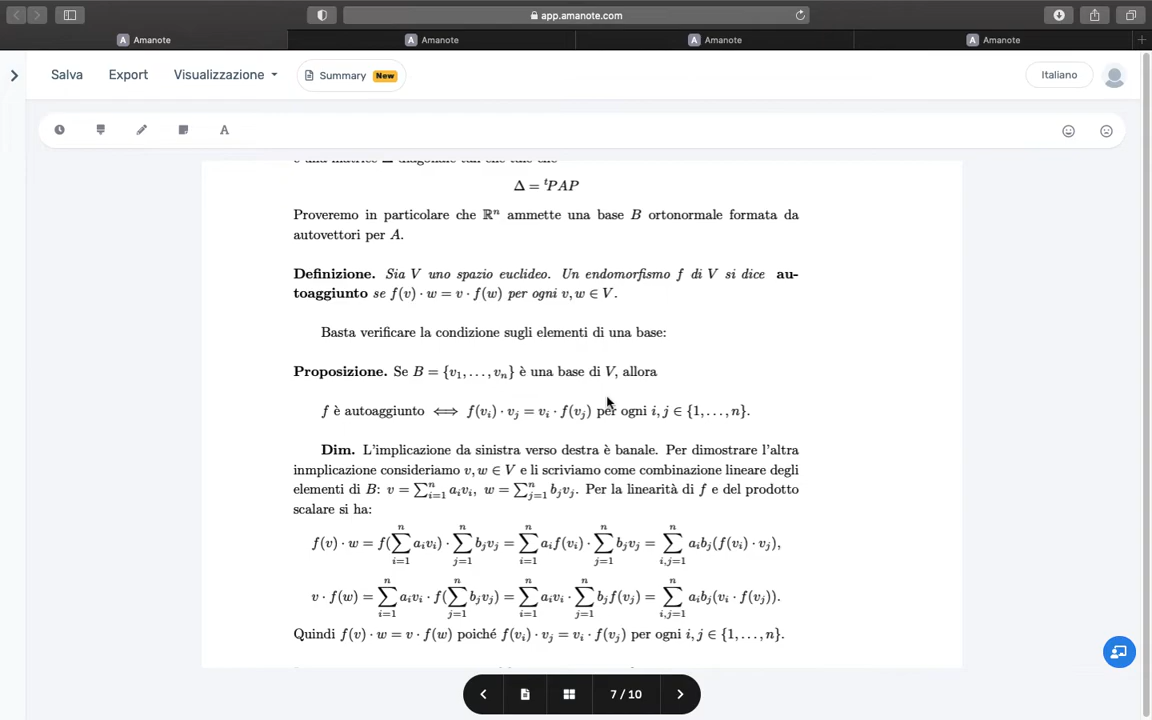 app.amanote.com
Amanote
Amanote
Amanote
Amanote
Salva
Export
Visualizzazione
Summary New
Italiano
Δ = ᵗPAP
Proveremo in particolare che ℝⁿ ammette una base B ortonormale formata da
autovettori per A.
Definizione. Sia V uno spazio euclideo. Un endomorfismo f di V si dice au-
toaggiunto se f(v) · w = v · f(w) per ogni v, w ∈ V.
Basta verificare la condizione sugli elementi di una base:
Proposizione. Se B = {v₁, . . . , vₙ} è una base di V, allora
f è autoaggiunto ⟺ f(vᵢ) · vⱼ = vᵢ · f(vⱼ) per ogni i, j ∈ {1, . . . , n}.
Dim. L'implicazione da sinistra verso destra è banale. Per dimostrare l'altra
inmplicazione consideriamo v, w ∈ V e li scriviamo come combinazione lineare degli
elementi di B: v = ∑ⁿᵢ₌₁ aᵢvᵢ, w = ∑ⁿⱼ₌₁ bⱼvⱼ. Per la linearità di f e del prodotto
scalare si ha:
f(v) · w = f(∑ⁿᵢ₌₁ aᵢvᵢ) · ∑ⁿⱼ₌₁ bⱼvⱼ = ∑ⁿᵢ₌₁ aᵢf(vᵢ) · ∑ⁿⱼ₌₁ bⱼvⱼ = ∑ⁿᵢ,ⱼ₌₁ aᵢbⱼ(f(vᵢ) · vⱼ),
v · f(w) = ∑ⁿᵢ₌₁ aᵢvᵢ · f(∑ⁿⱼ₌₁ bⱼvⱼ) = ∑ⁿᵢ₌₁ aᵢvᵢ · ∑ⁿⱼ₌₁ bⱼf(vⱼ) = ∑ⁿᵢ,ⱼ₌₁ aᵢbⱼ(vᵢ · f(vⱼ)).
Quindi f(v) · w = v · f(w) poiché f(vᵢ) · vⱼ = vᵢ · f(vⱼ) per ogni i, j ∈ {1, . . . , n}.
7 / 10